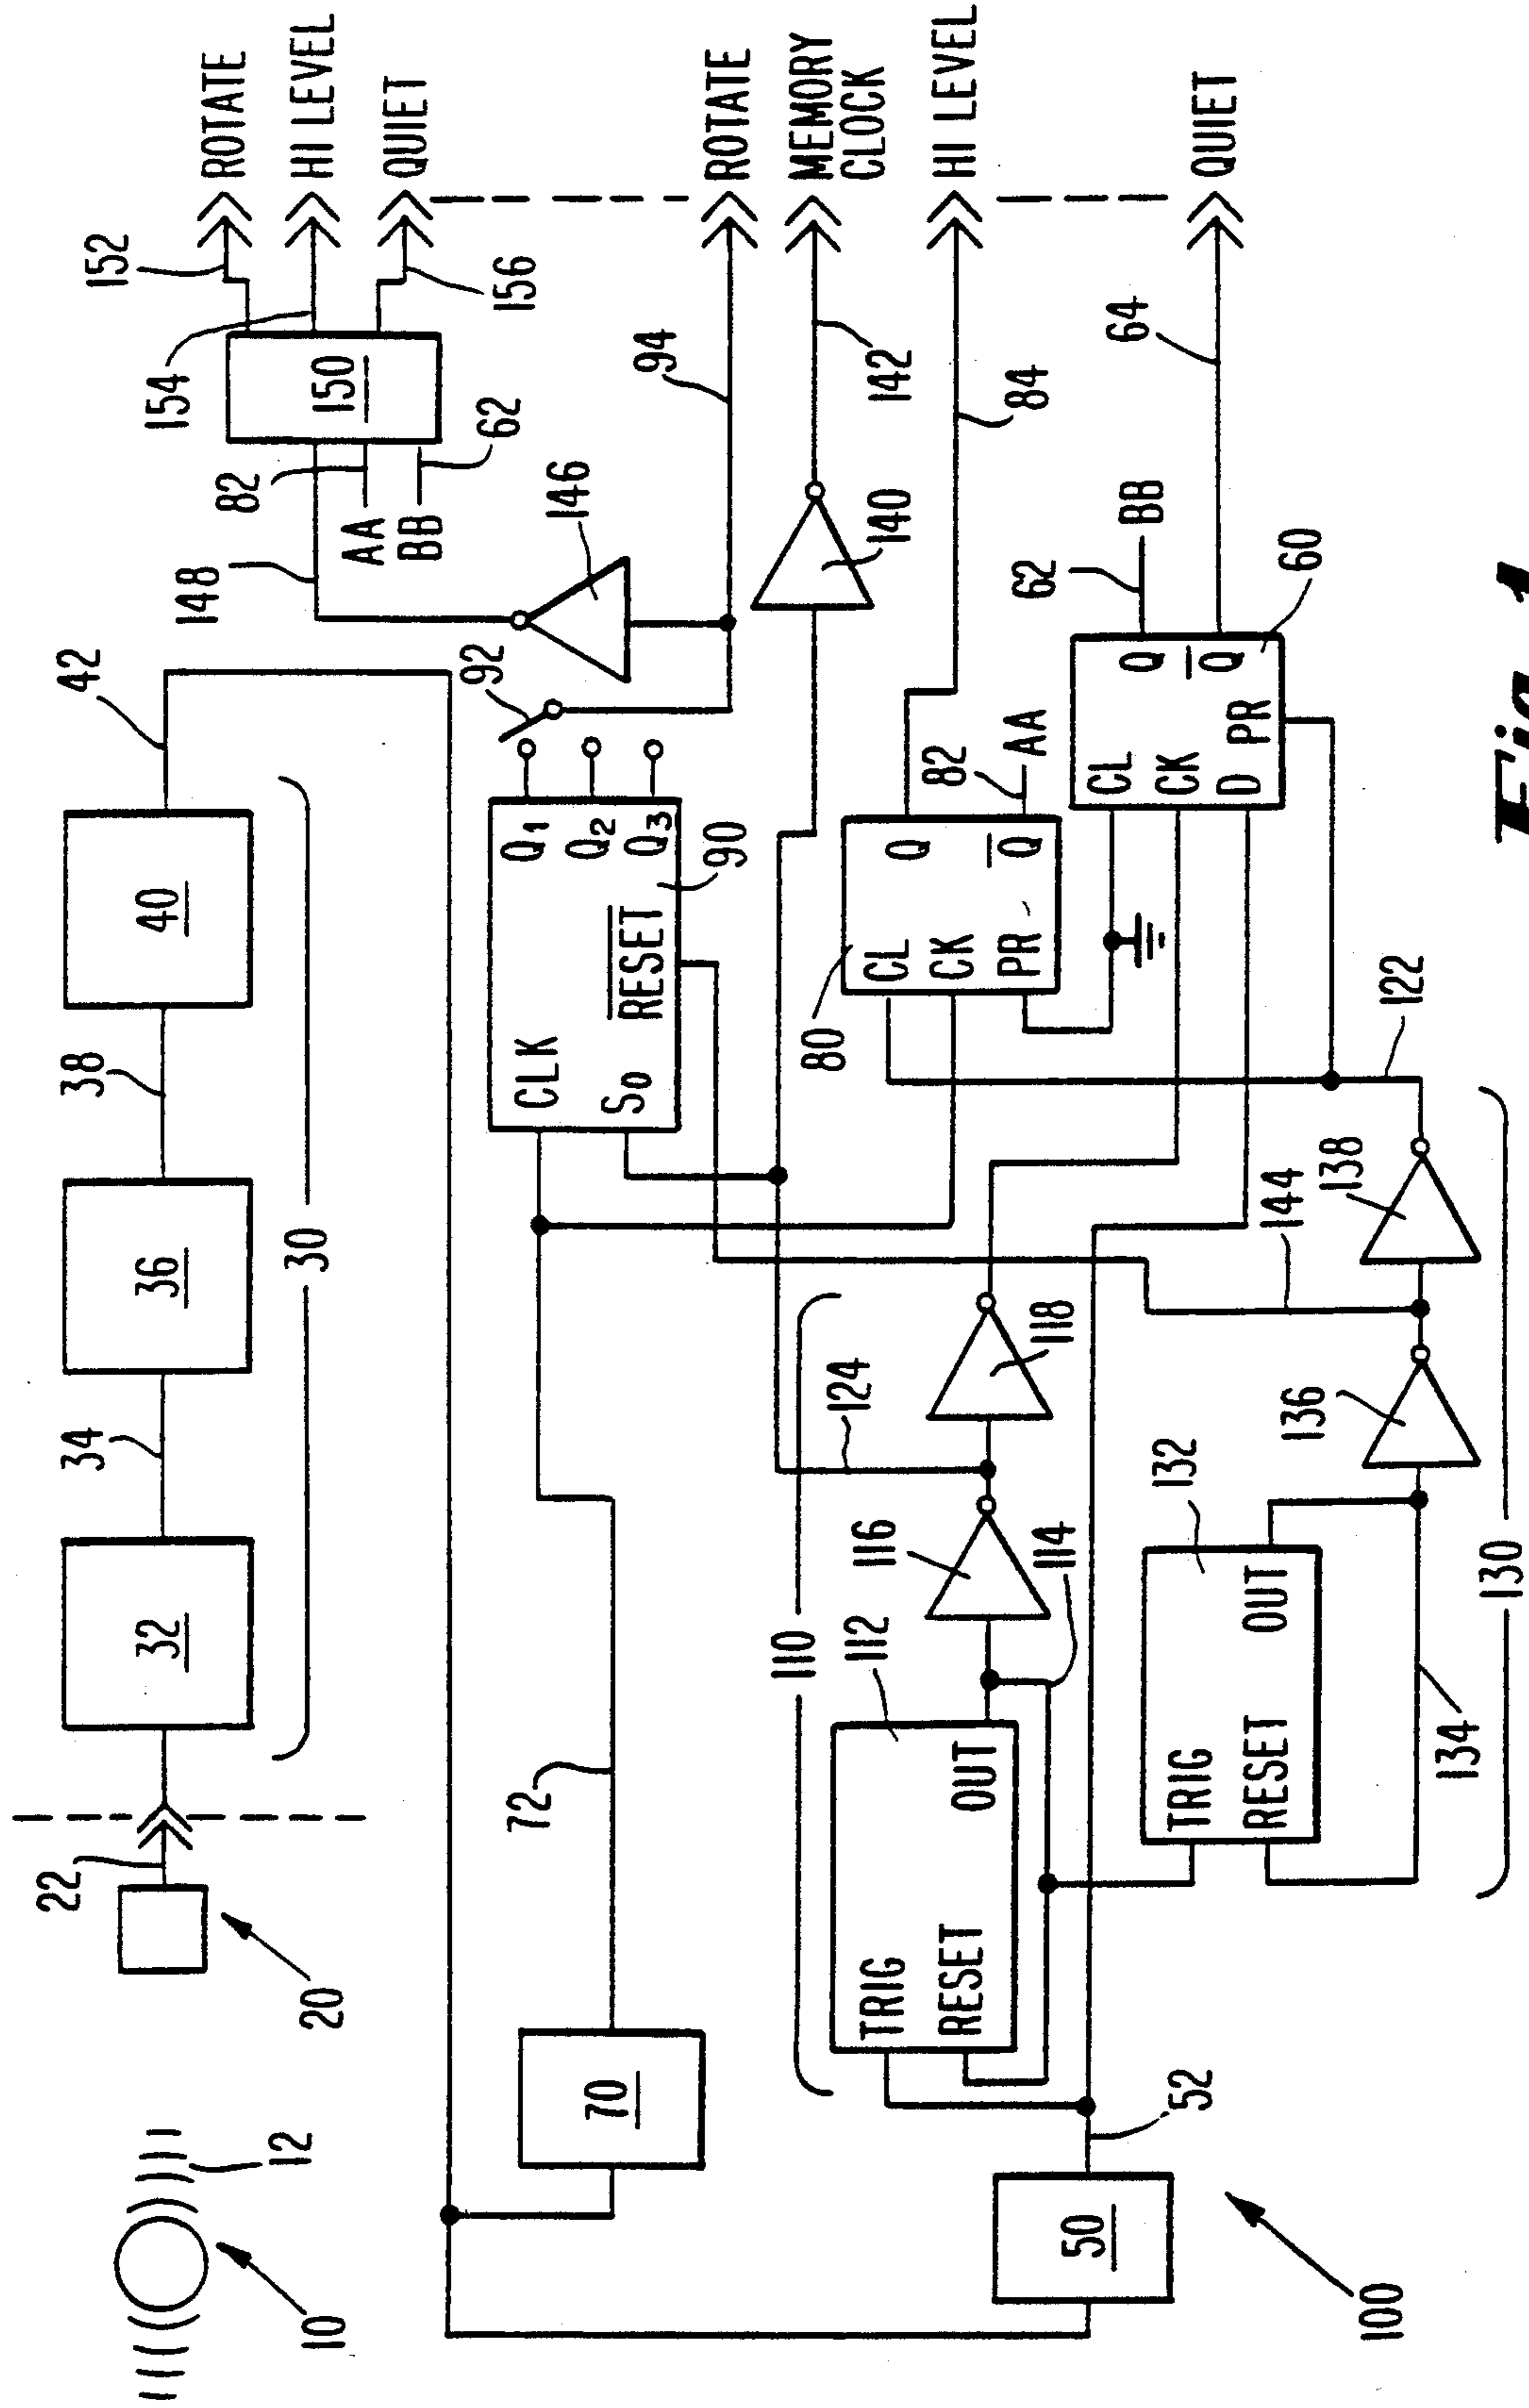 10
12
20
22
32
34
36
38
40
42
30
ROTATE
HI LEVEL
QUIET
152
154
156
150
148
82
AA
BB
62
146
92
94
ROTATE
MEMORY
CLOCK
142
140
HI LEVEL
84
QUIET
64
70
72
CLK
S0
RESET
Q1
Q2
Q3
90
80
CL
CK
PR
Q
Q
82
AA
CL
CK
D
PR
Q
Q
62
BB
60
110
112
TRIG
RESET
OUT
114
116
124
118
50
52
100
132
TRIG
RESET
OUT
134
136
144
138
122
130
Fig. 1